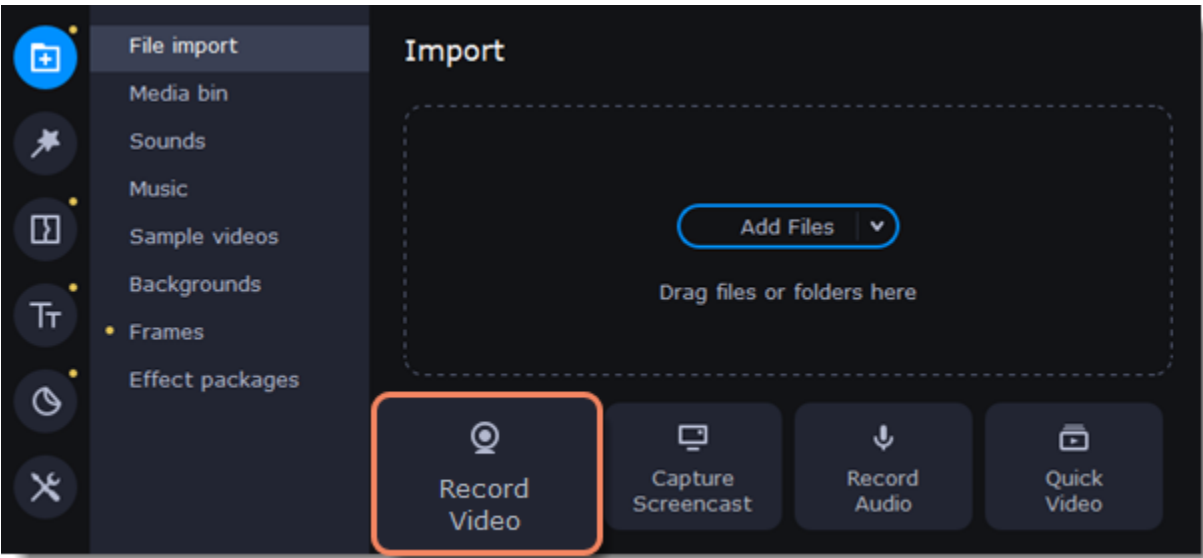 File import
Media bin
Sounds
Music
Sample videos
Backgrounds
Frames
Effect packages
Import
Add Files
Drag files or folders here
Record
Video
Capture
Screencast
Record
Audio
Quick
Video
Tт